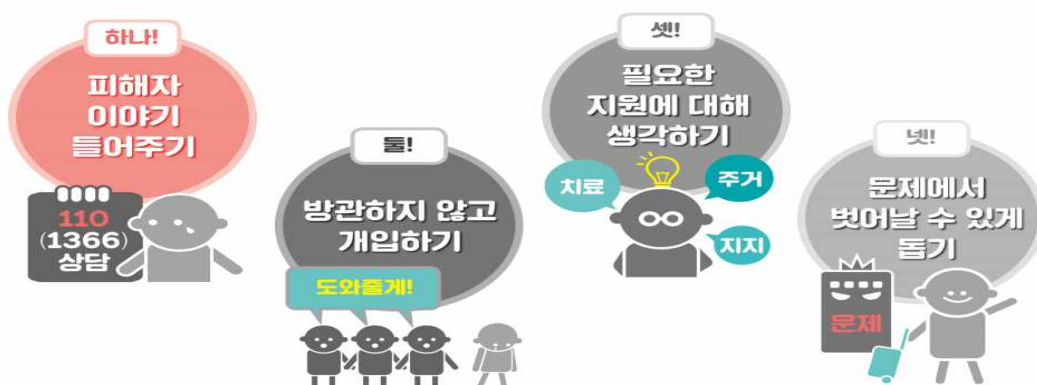 하나!
피해자
이야기
들어주기
110
(1366)
상담
둘!
방관하지 않고
개입하기
도와줄게!
셋!
필요한
지원에 대해
생각하기
치료
주거
지지
넷!
문제에서
벗어날 수 있게
돕기
문제